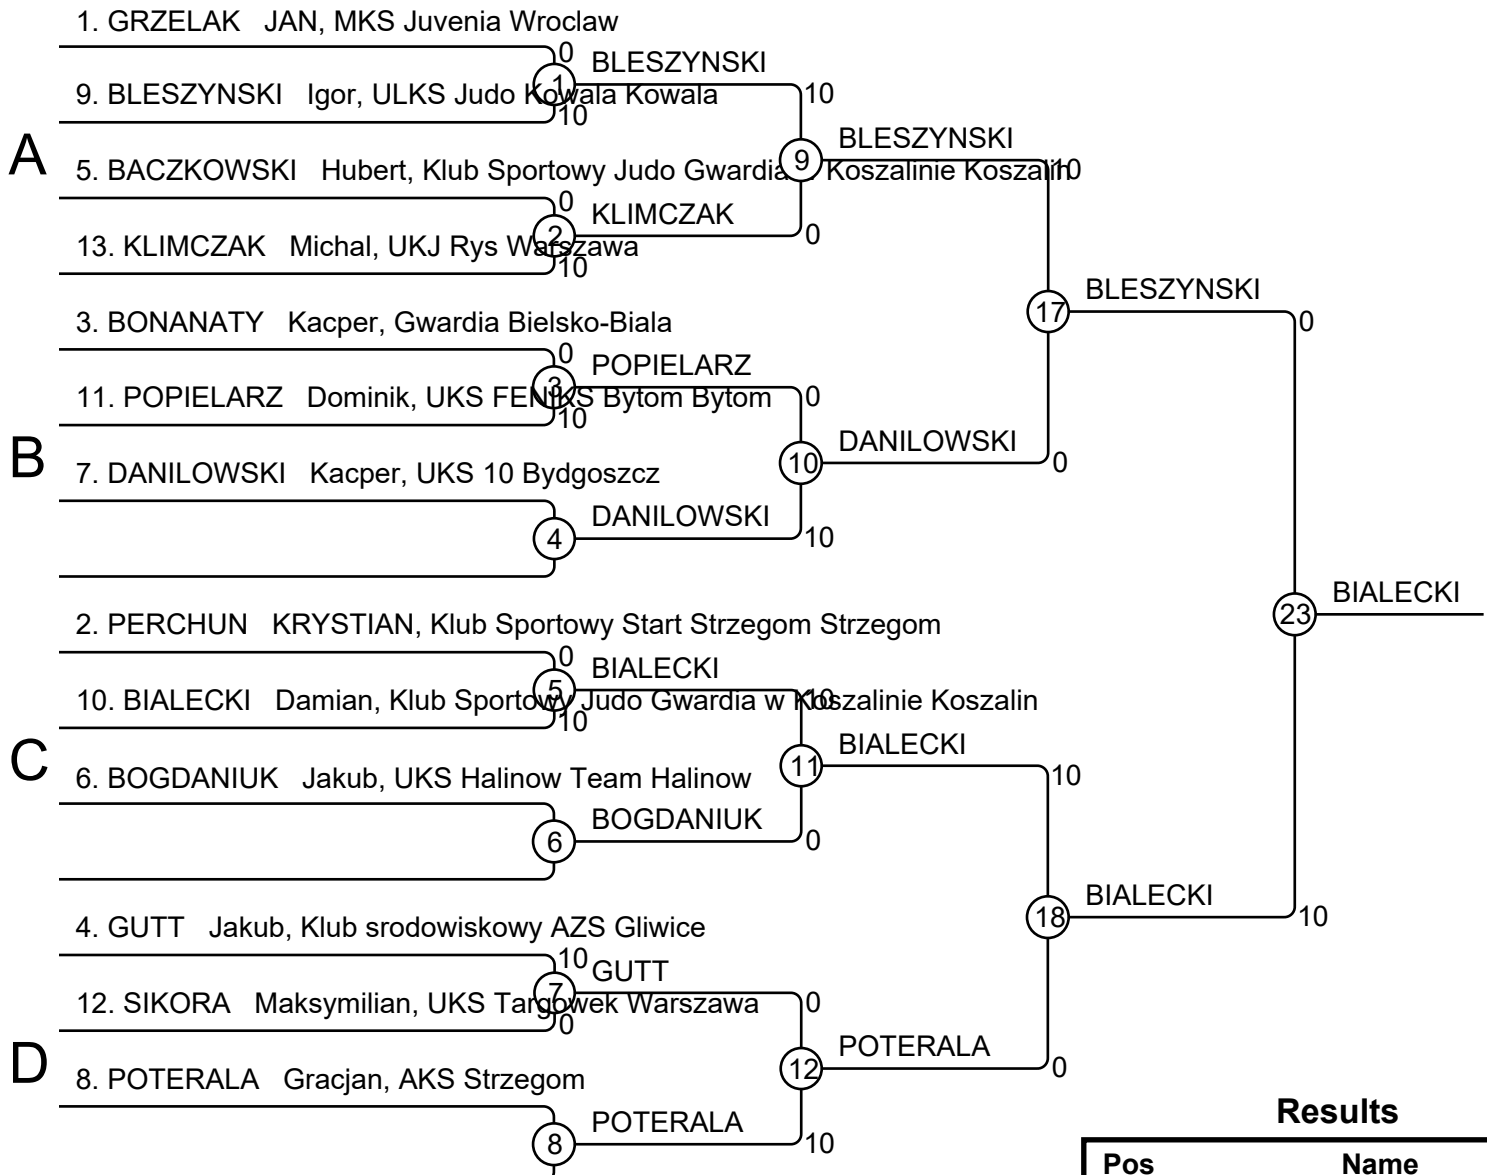 1. GRZELAK JAN, MKS Juvenia Wroclaw
0
BLESZYNSKI
1
9. BLESZYNSKI Igor, ULKS Judo Kowala Kowala
10
10
BLESZYNSKI
A
9
5. BACZKOWSKI Hubert, Klub Sportowy Judo Gwardia Koszalinie Koszalin
10
0
KLIMCZAK
2
0
13. KLIMCZAK Michal, UKJ Rys Warszawa
10
BLESZYNSKI
17
0
3. BONANATY Kacper, Gwardia Bielsko-Biala
0
POPIELARZ
3
0
11. POPIELARZ Dominik, UKS FENIKS Bytom Bytom
10
DANILOWSKI
B
10
0
7. DANILOWSKI Kacper, UKS 10 Bydgoszcz
DANILOWSKI
4
10
BIALECKI
23
2. PERCHUN KRYSTIAN, Klub Sportowy Start Strzegom Strzegom
0
BIALECKI
5
10
10. BIALECKI Damian, Klub Sportowy Judo Gwardia w Koszalinie Koszalin
10
BIALECKI
C
11
10
6. BOGDANIUK Jakub, UKS Halinow Team Halinow
BOGDANIUK
6
0
BIALECKI
18
10
4. GUTT Jakub, Klub srodowiskowy AZS Gliwice
10
GUTT
7
0
12. SIKORA Maksymilian, UKS Targowek Warszawa
0
POTERALA
D
12
0
8. POTERALA Gracjan, AKS Strzegom
POTERALA
8
10
Results
Pos Name